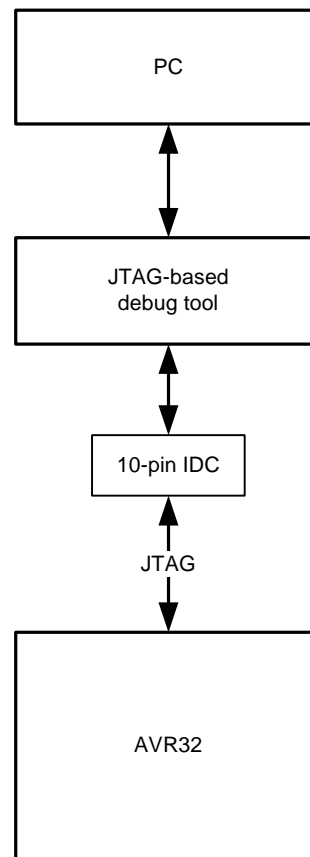 PC
JTAG-based
debug tool
10-pin IDC
JTAG
AVR32